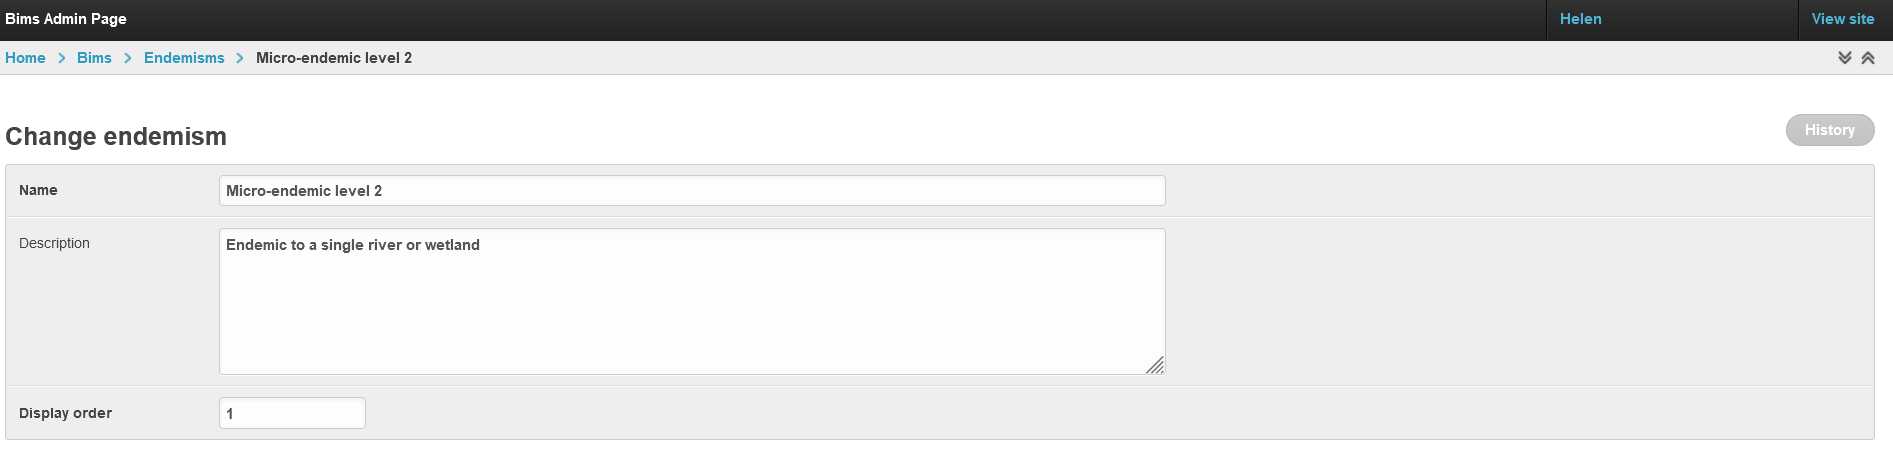 Bims Admin Page Helen View site
Home Bims Endemisms Micro-endemic level 2
Change endemism History
Name Micro-endemic level 2
Description Endemic to a single river or wetland
Display order 1